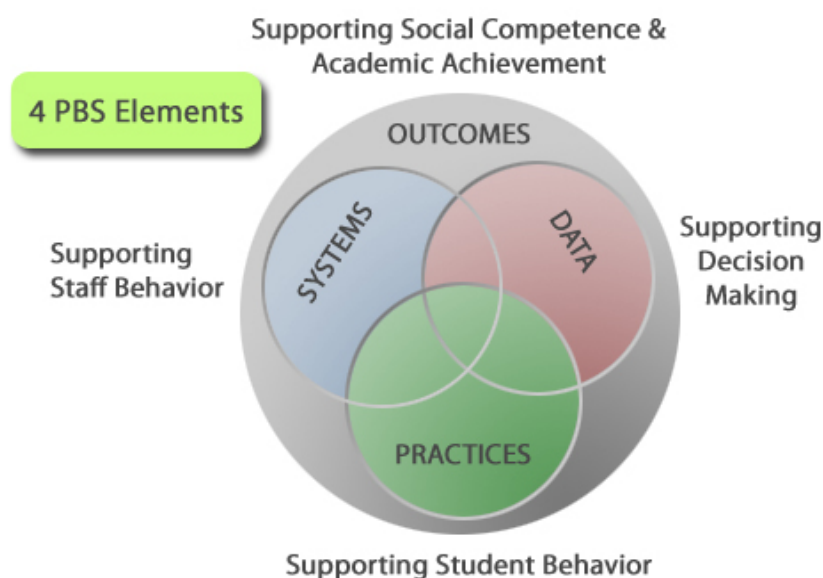 Supporting Social Competence &
Academic Achievement
4 PBS Elements
OUTCOMES
SYSTEMS
DATA
Supporting
Staff Behavior
Supporting
Decision
Making
PRACTICES
Supporting Student Behavior